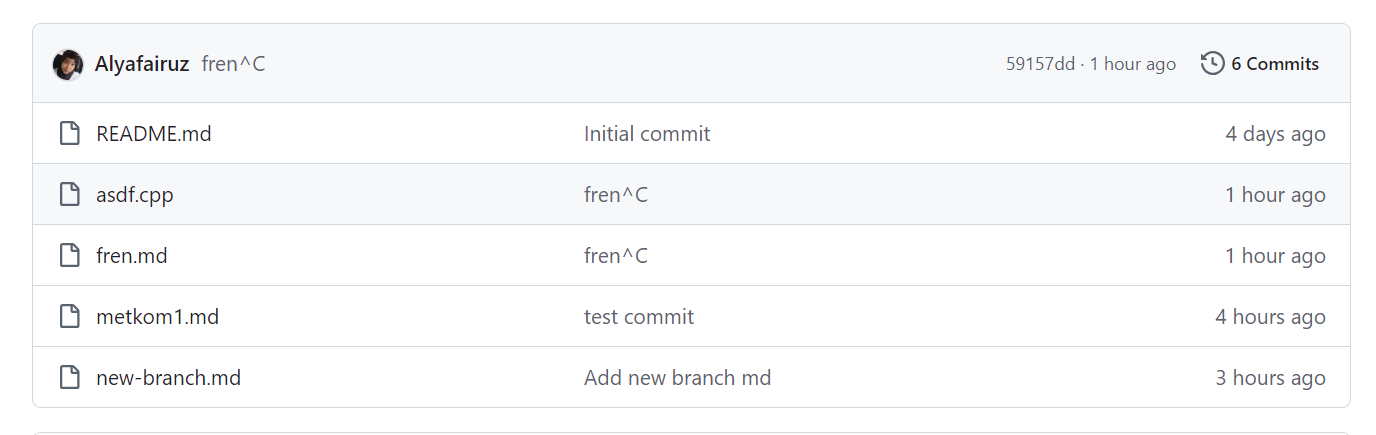 Alyafairuz fren^C 59157dd · 1 hour ago 6 Commits
README.md Initial commit 4 days ago
asdf.cpp fren^C 1 hour ago
fren.md fren^C 1 hour ago
metkom1.md test commit 4 hours ago
new-branch.md Add new branch md 3 hours ago